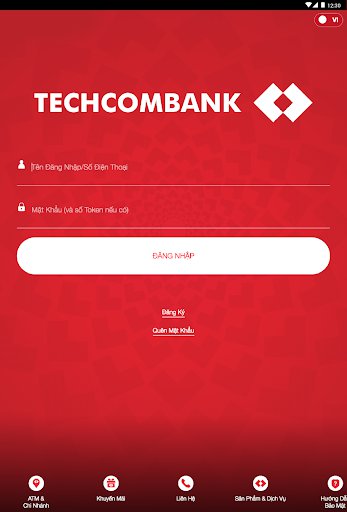 12:30
VI
TECHCOMBANK
Tên Đăng Nhập/Số Điện Thoại
Mật Khẩu (và số Token nếu có)
ĐĂNG NHẬP
Đăng Ký
Quên Mật Khẩu
ATM &
Chi Nhánh
Khuyến Mãi
Liên Hệ
Sản Phẩm & Dịch Vụ
Hướng Dẫ
Bảo Mật